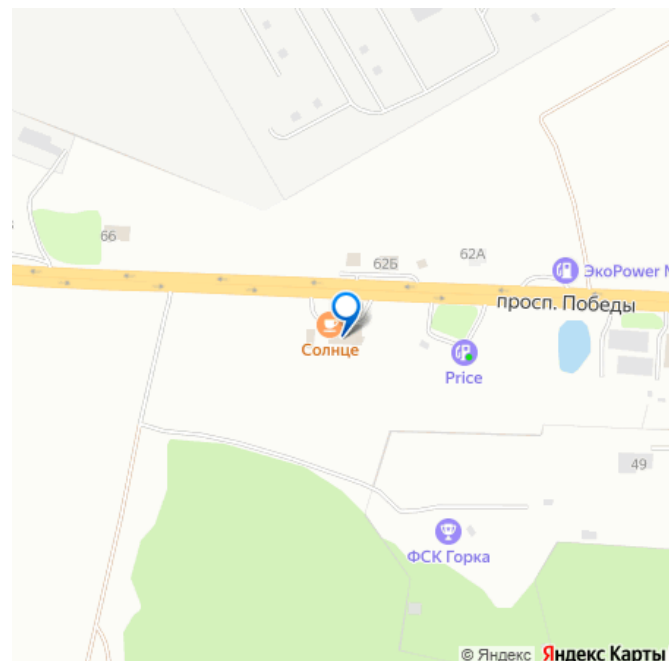 66
62Б
62А
ЭкоPower М
просп. Победы
Солнце
Price
49
ФСК Горка
© Яндекс Яндекс Карты